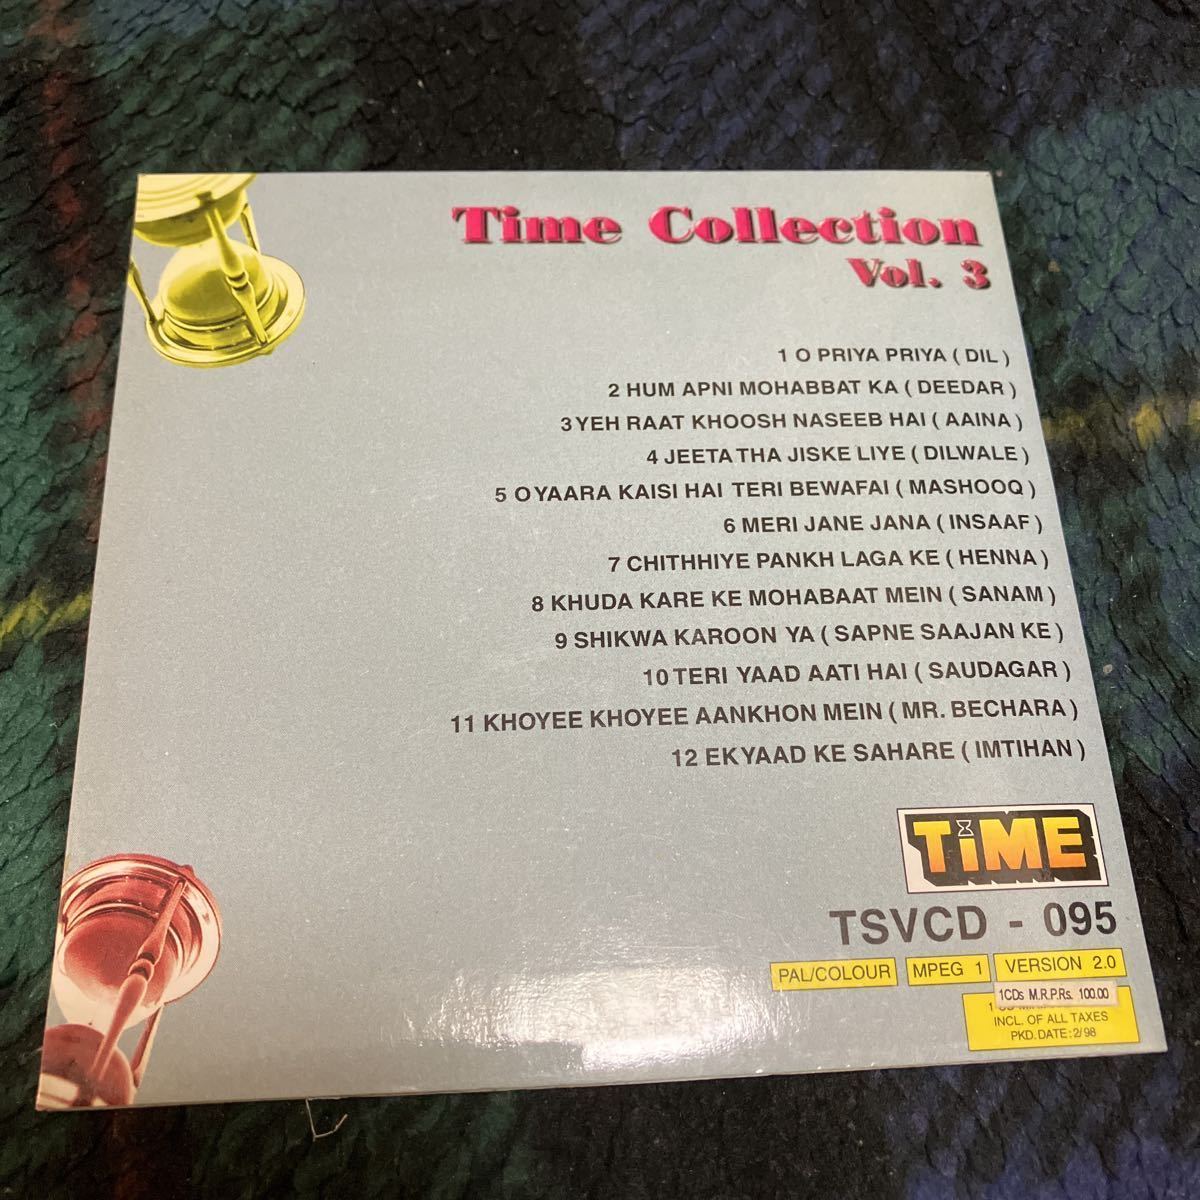 Time Collection
Vol. 3
1 O PRIYA PRIYA ( DIL )
2 HUM APNI MOHABBAT KA ( DEEDAR )
3 YEH RAAT KHOOSH NASEEB HAI ( AAINA )
4 JEETA THA JISKE LIYE ( DILWALE )
5 O YAARA KAISI HAI TERI BEWAFAI ( MASHOOQ )
6 MERI JANE JANA ( INSAAF )
7 CHITHHIYE PANKH LAGA KE ( HENNA )
8 KHUDA KARE KE MOHABAAT MEIN ( SANAM )
9 SHIKWA KAROON YA ( SAPNE SAAJAN KE )
10 TERI YAAD AATI HAI ( SAUDAGAR )
11 KHOYEE KHOYEE AANKHON MEIN ( MR. BECHARA )
12 EK YAAD KE SAHARE ( IMTIHAN )
TiME
TSVCD - 095
PAL/COLOUR MPEG 1 VERSION 2.0
1CDs M.R.P.Rs. 100.00
INCL. OF ALL TAXES
PKD. DATE : 2/98